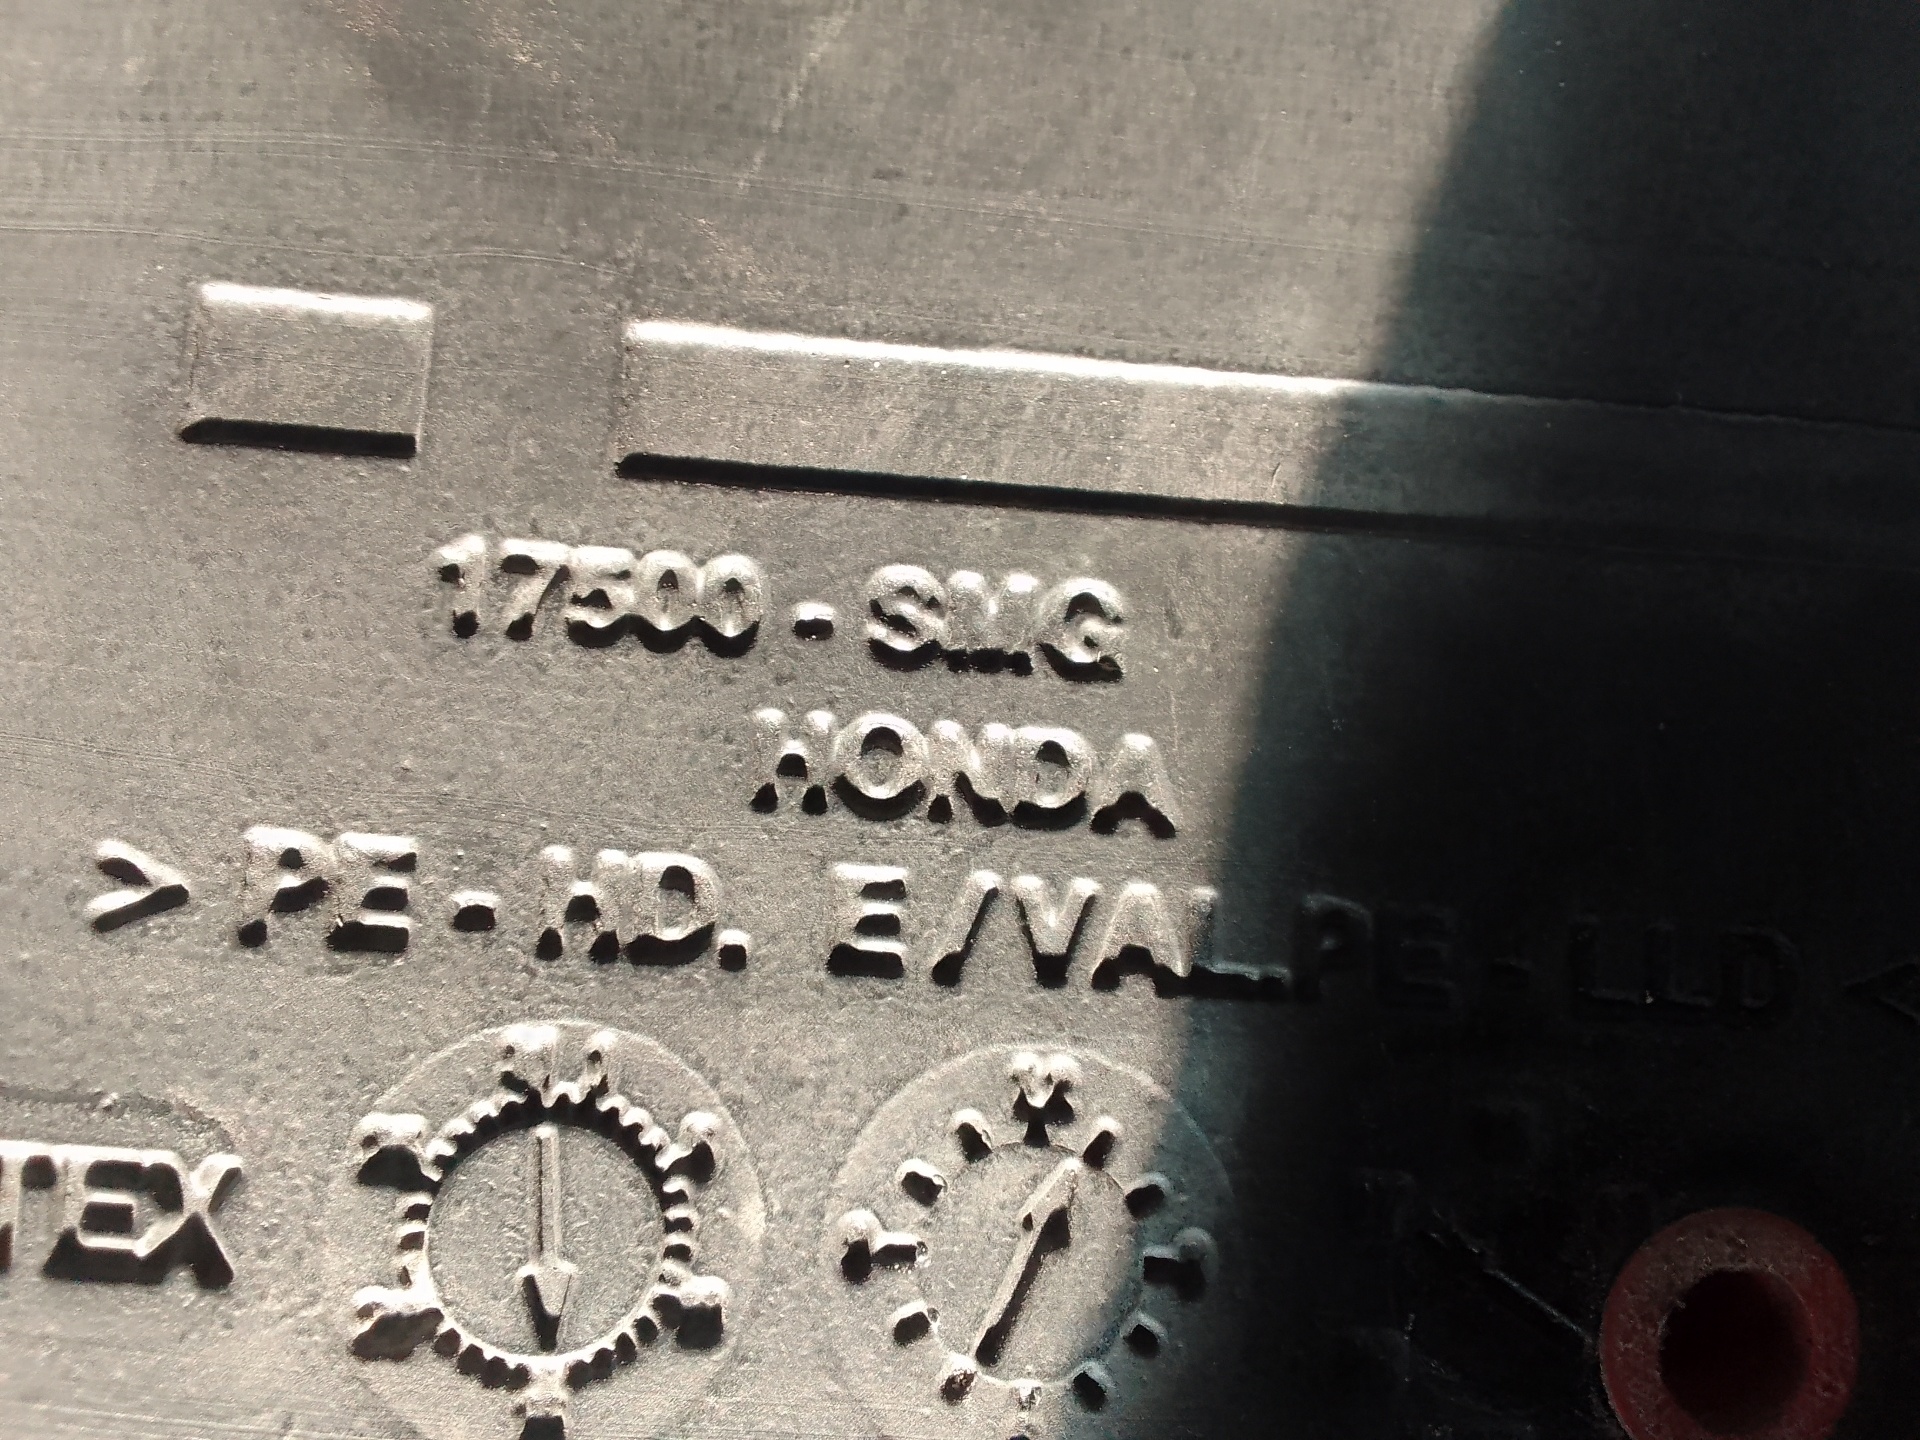 17500-SMG
HONDA
>PE-HD. E/VAL PE-LLD<
TEX